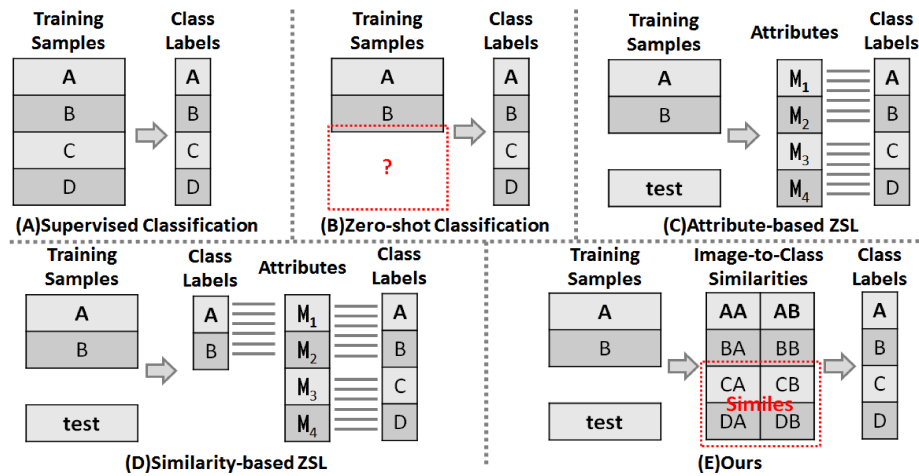 Training Samples
Class Labels
A
B
C
D
A
B
C
D
(A)Supervised Classification
Training Samples
Class Labels
A
B
?
A
B
C
D
(B)Zero-shot Classification
Training Samples
Attributes
Class Labels
A
B
test
M1
M2
M3
M4
A
B
C
D
(C)Attribute-based ZSL
Training Samples
Class Labels
Attributes
Class Labels
A
B
test
A
B
M1
M2
M3
M4
A
B
C
D
(D)Similarity-based ZSL
Training Samples
Image-to-Class Similarities
Class Labels
A
B
test
AA AB
BA BB
CA CB
Similes
DA DB
A
B
C
D
(E)Ours